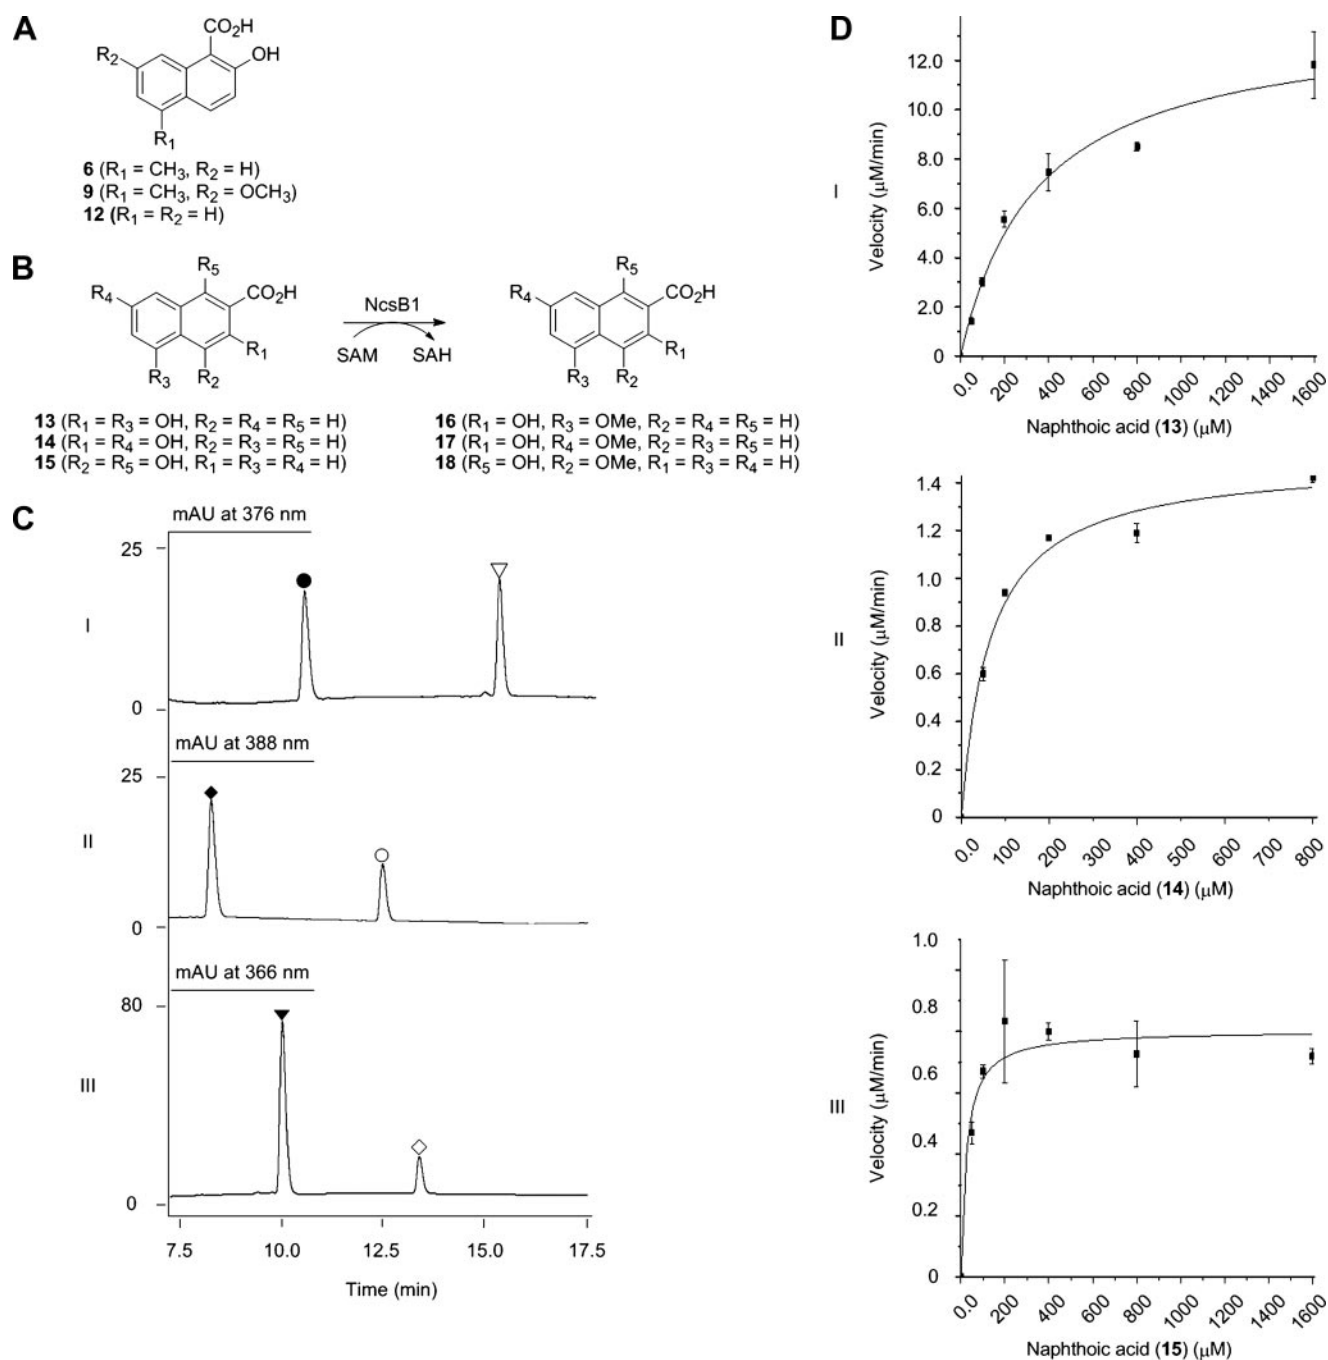 A
CO₂H
R₂
OH
R₁
6 (R₁ = CH₃, R₂ = H)
9 (R₁ = CH₃, R₂ = OCH₃)
12 (R₁ = R₂ = H)
B
R₅
R₄
CO₂H
R₁
R₃
R₂
NcsB1
SAM
SAH
R₅
R₄
CO₂H
R₁
R₃
R₂
13 (R₁ = R₃ = OH, R₂ = R₄ = R₅ = H)
14 (R₁ = R₄ = OH, R₂ = R₃ = R₅ = H)
15 (R₂ = R₅ = OH, R₁ = R₃ = R₄ = H)
16 (R₁ = OH, R₃ = OMe, R₂ = R₄ = R₅ = H)
17 (R₁ = OH, R₄ = OMe, R₂ = R₃ = R₅ = H)
18 (R₅ = OH, R₂ = OMe, R₁ = R₃ = R₄ = H)
C
mAU at 376 nm
25
I
0
mAU at 388 nm
25
II
0
mAU at 366 nm
80
III
0
7.5 10.0 12.5 15.0 17.5
Time (min)
D
I
Velocity (μM/min)
12.0
10.0
8.0
6.0
4.0
2.0
0
0.0 200 400 600 800 1000 1200 1400 1600
Naphthoic acid (13) (μM)
II
Velocity (μM/min)
1.4
1.2
1.0
0.8
0.6
0.4
0.2
0
0.0 100 200 300 400 500 600 700 800
Naphthoic acid (14) (μM)
III
Velocity (μM/min)
1.0
0.8
0.6
0.4
0.2
0
0.0 200 400 600 800 1000 1200 1400 1600
Naphthoic acid (15) (μM)